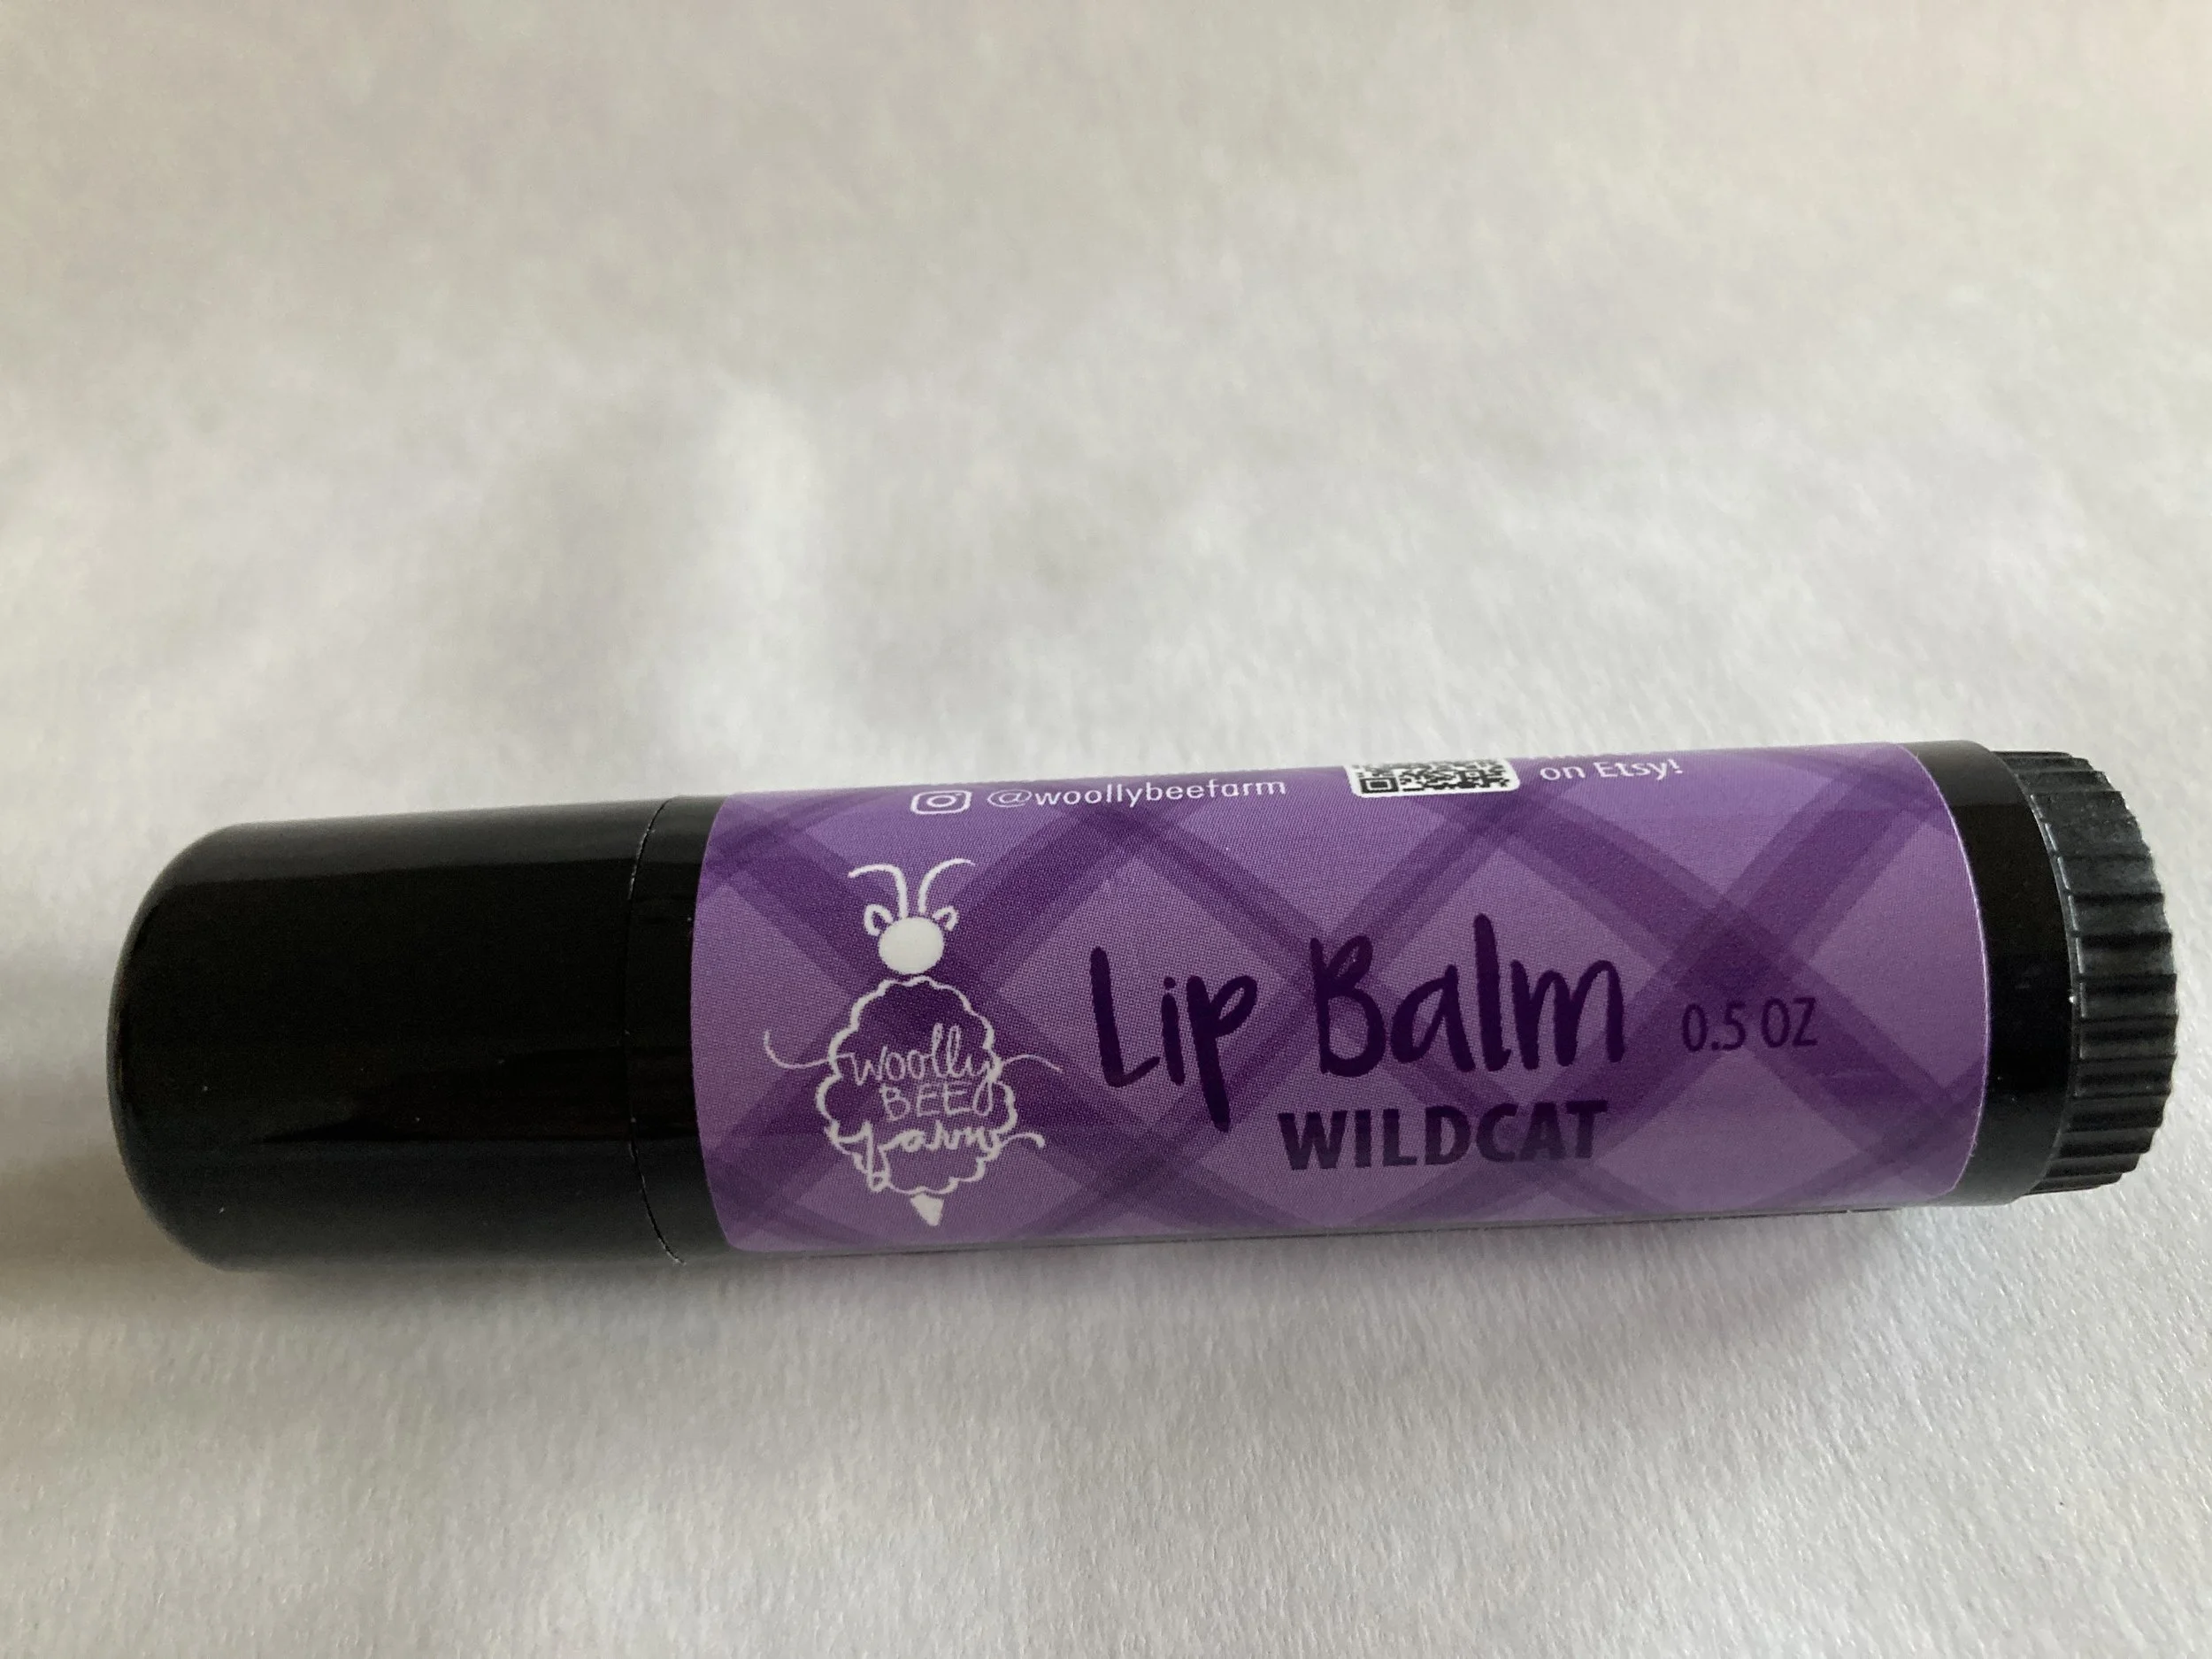 @woollybeefarm
on Etsy!
woolly
BEE
farm
Lip Balm 0.5 OZ
WILDCAT